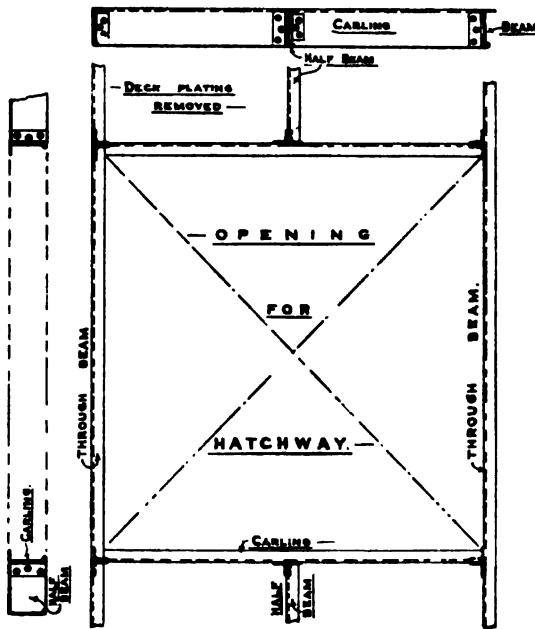 CARLING
BEAM
HALF BEAM
DECK PLATING
REMOVED
OPENING
FOR
HATCHWAY.
THROUGH BEAM
THROUGH BEAM.
CARLING.
HALF
BEAM
CARLING
HALF
BEAM